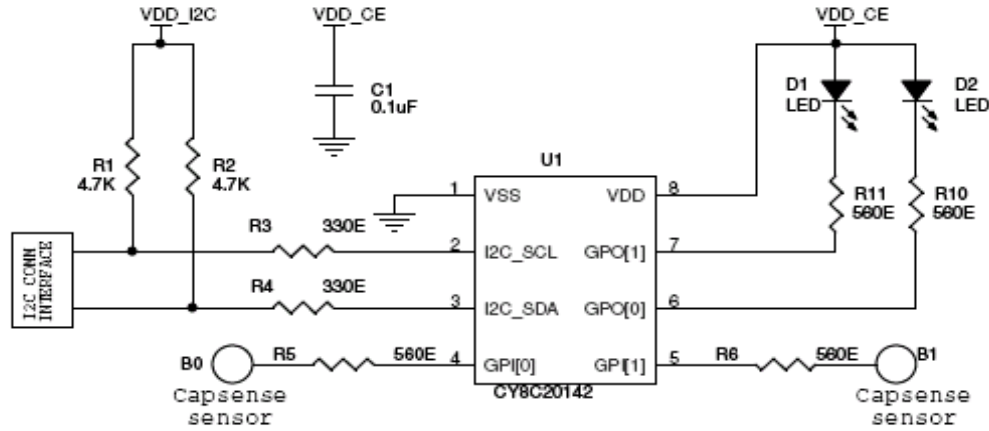 VDD_I2C
VDD_CE
VDD_CE
C1
0.1uF
D1
LED
D2
LED
R1
4.7K
R2
4.7K
U1
R11
560E
R10
560E
1
VSS
VDD
8
R3
330E
2
I2C_SCL
GPO[1]
7
R4
330E
3
I2C_SDA
GPO[0]
6
I2C COMM
INTERFACE
B0
R5
560E
4
GPI[0]
GPI[1]
5
R6
560E
B1
CY8C20142
Capsense
sensor
Capsense
sensor